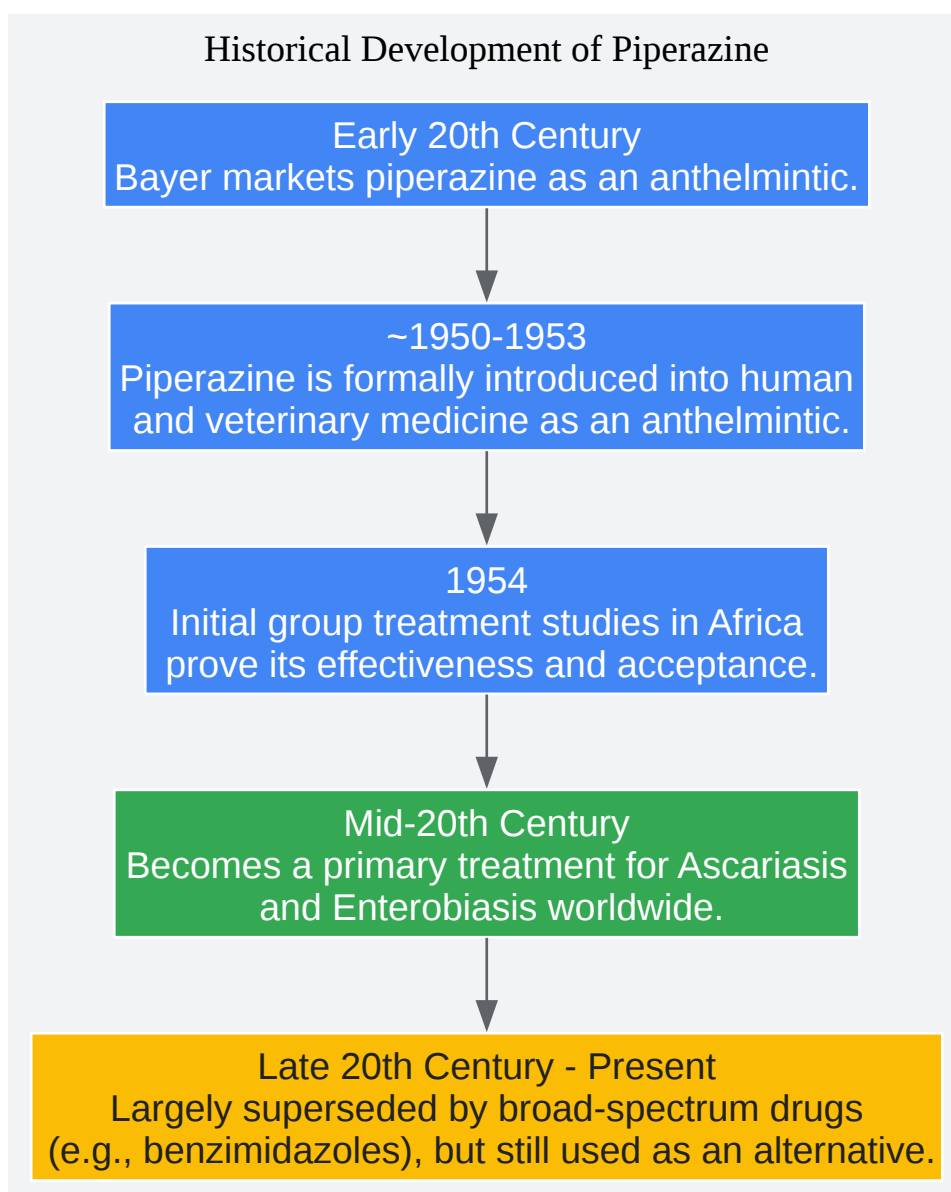 Historical Development of Piperazine
Early 20th Century
Bayer markets piperazine as an anthelmintic.
~1950-1953
Piperazine is formally introduced into human
and veterinary medicine as an anthelmintic.
1954
Initial group treatment studies in Africa
prove its effectiveness and acceptance.
Mid-20th Century
Becomes a primary treatment for Ascariasis
and Enterobiasis worldwide.
Late 20th Century - Present
Largely superseded by broad-spectrum drugs
(e.g., benzimidazoles), but still used as an alternative.